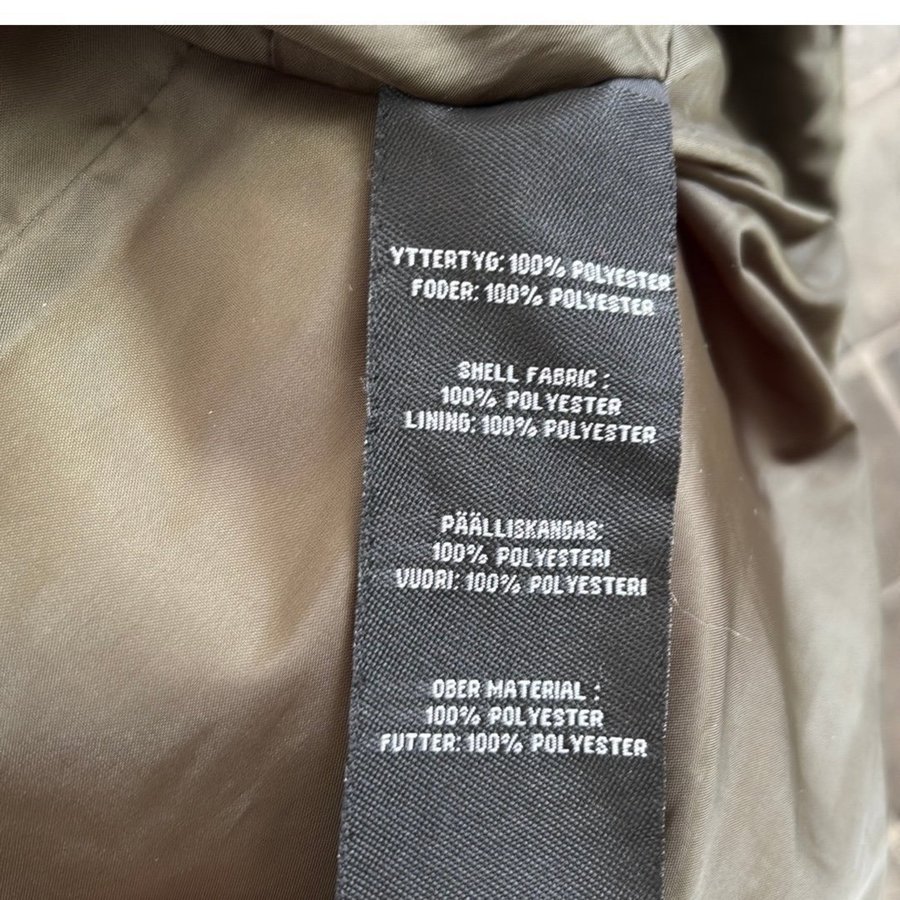 YTTERTYG: 100% POLYESTER
FODER: 100% POLYESTER
SHELL FABRIC :
100% POLYESTER
LINING: 100% POLYESTER
PÄÄLLISKANGAS:
100% POLYESTERI
VUORI: 100% POLYESTERI
OBER MATERIAL :
100% POLYESTER
FUTTER: 100% POLYESTER